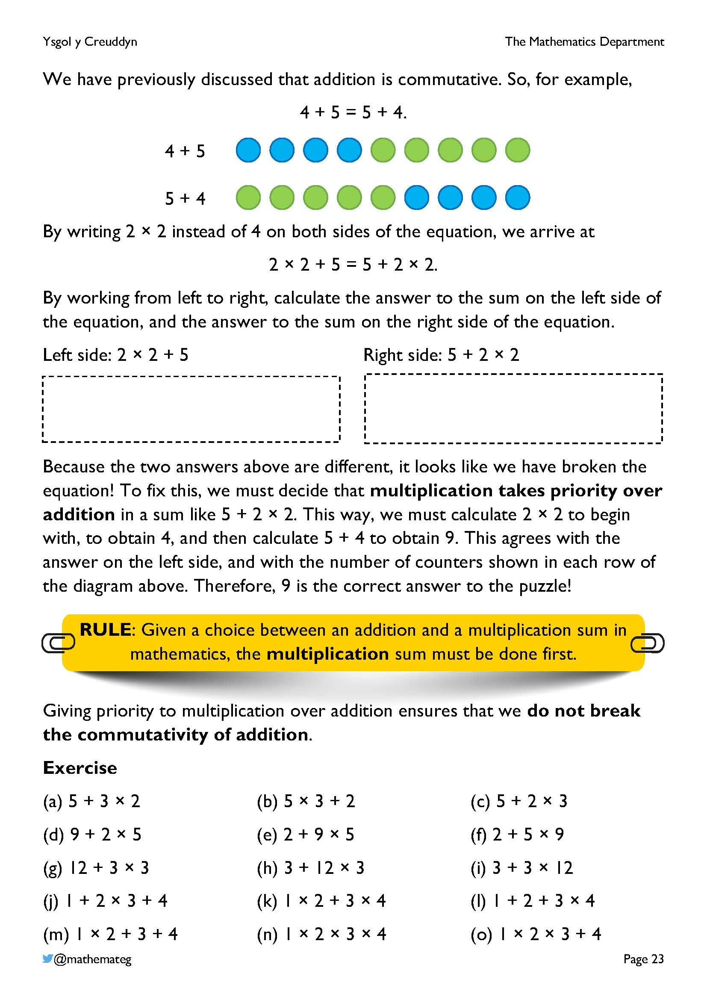 Ysgol y Creuddyn
The Mathematics Department
We have previously discussed that addition is commutative. So, for example,
4 + 5 = 5 + 4.
4 + 5
5 + 4
By writing 2 × 2 instead of 4 on both sides of the equation, we arrive at
2 × 2 + 5 = 5 + 2 × 2.
By working from left to right, calculate the answer to the sum on the left side of
the equation, and the answer to the sum on the right side of the equation.
Left side: 2 × 2 + 5
Right side: 5 + 2 × 2
Because the two answers above are different, it looks like we have broken the
equation! To fix this, we must decide that multiplication takes priority over
addition in a sum like 5 + 2 × 2. This way, we must calculate 2 × 2 to begin
with, to obtain 4, and then calculate 5 + 4 to obtain 9. This agrees with the
answer on the left side, and with the number of counters shown in each row of
the diagram above. Therefore, 9 is the correct answer to the puzzle!
RULE: Given a choice between an addition and a multiplication sum in
mathematics, the multiplication sum must be done first.
Giving priority to multiplication over addition ensures that we do not break
the commutativity of addition.
Exercise
(a) 5 + 3 × 2
(b) 5 × 3 + 2
(c) 5 + 2 × 3
(d) 9 + 2 × 5
(e) 2 + 9 × 5
(f) 2 + 5 × 9
(g) 12 + 3 × 3
(h) 3 + 12 × 3
(i) 3 + 3 × 12
(j) 1 + 2 × 3 + 4
(k) 1 × 2 + 3 × 4
(l) 1 + 2 + 3 × 4
(m) 1 × 2 + 3 + 4
(n) 1 × 2 × 3 × 4
(o) 1 × 2 × 3 + 4
@mathemateg
Page 23